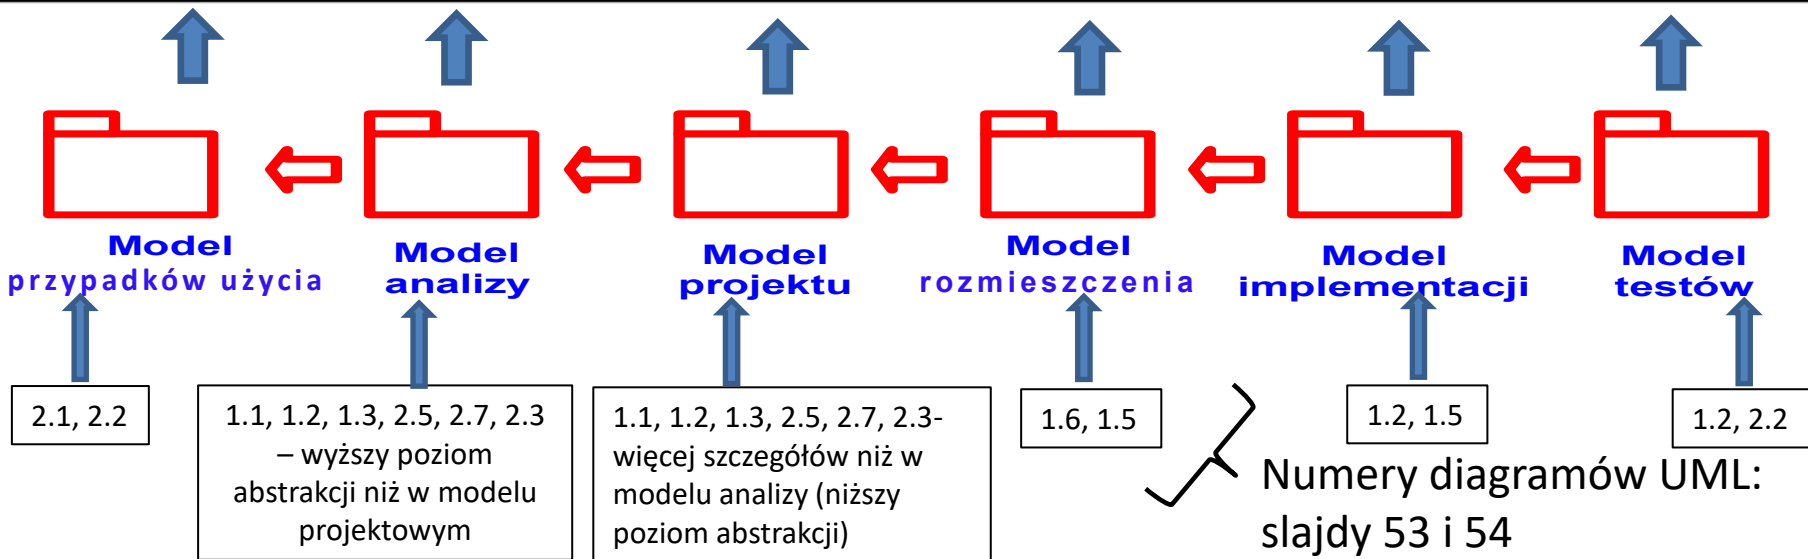 Model
przypadków użycia
Model
analizy
Model
projektu
Model
rozmieszczenia
Model
implementacji
Model
testów
2.1, 2.2
1.1, 1.2, 1.3, 2.5, 2.7, 2.3
– wyższy poziom
abstrakcji niż w modelu
projektowym
1.1, 1.2, 1.3, 2.5, 2.7, 2.3-
więcej szczegółów niż w
modelu analizy (niższy
poziom abstrakcji)
1.6, 1.5
1.2, 1.5
1.2, 2.2
Numery diagramów UML:
slajdy 53 i 54